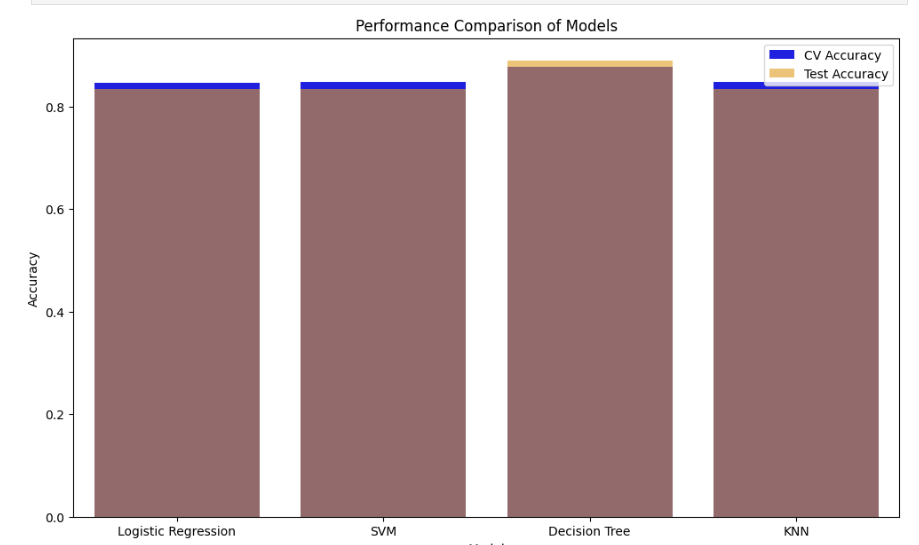 Performance Comparison of Models
CV Accuracy
Test Accuracy
0.8
0.6
Accuracy
0.4
0.2
0.0
Logistic Regression
SVM
Decision Tree
KNN